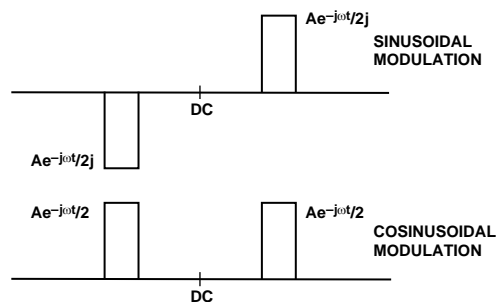 Ae–jωt/2j
SINUSOIDAL
MODULATION
DC
Ae–jωt/2j
Ae–jωt/2
Ae–jωt/2
COSINUSOIDAL
MODULATION
DC